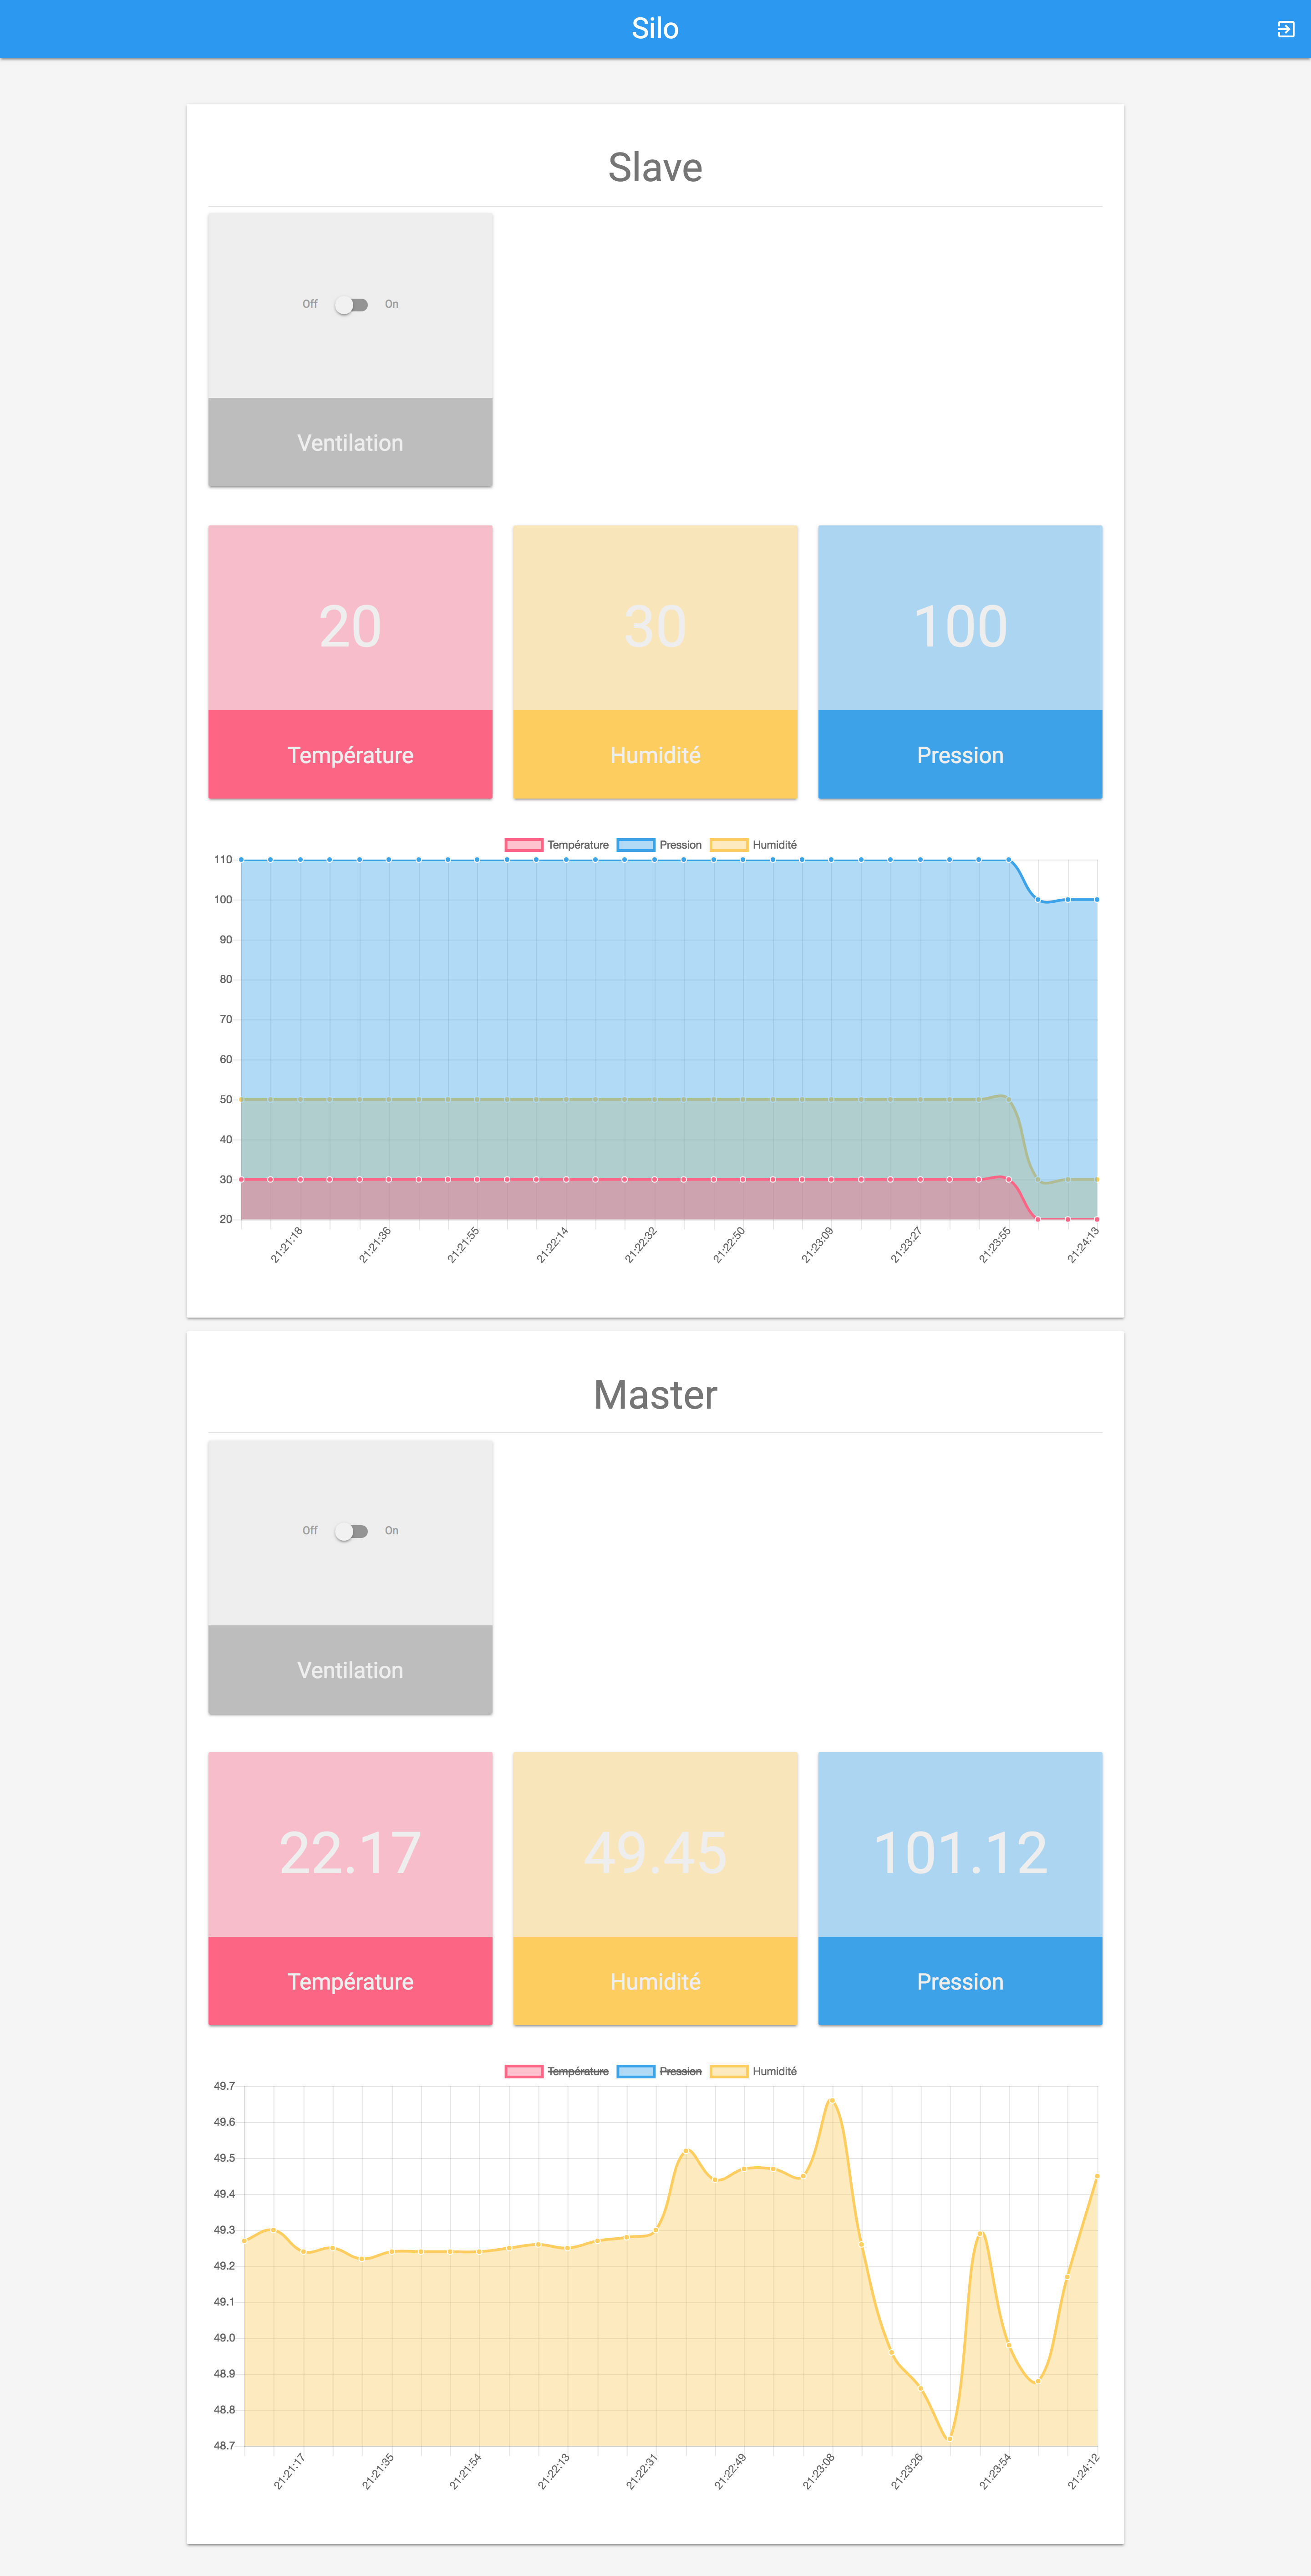 Silo
Slave
Off On
Ventilation
20 30 100
Température Humidité Pression
Température Pression Humidité
110
100
90
80
70
60
50
40
30
20
21:21:18 21:21:36 21:21:55 21:22:14 21:22:32 21:22:50 21:23:09 21:23:27 21:23:55 21:24:13
Master
Off On
Ventilation
22.17 49.45 101.12
Température Humidité Pression
Température Pression Humidité
49.7
49.6
49.5
49.4
49.3
49.2
49.1
49.0
48.9
48.8
48.7
21:21:17 21:21:35 21:21:54 21:22:13 21:22:31 21:22:49 21:23:08 21:23:26 21:23:54 21:24:12